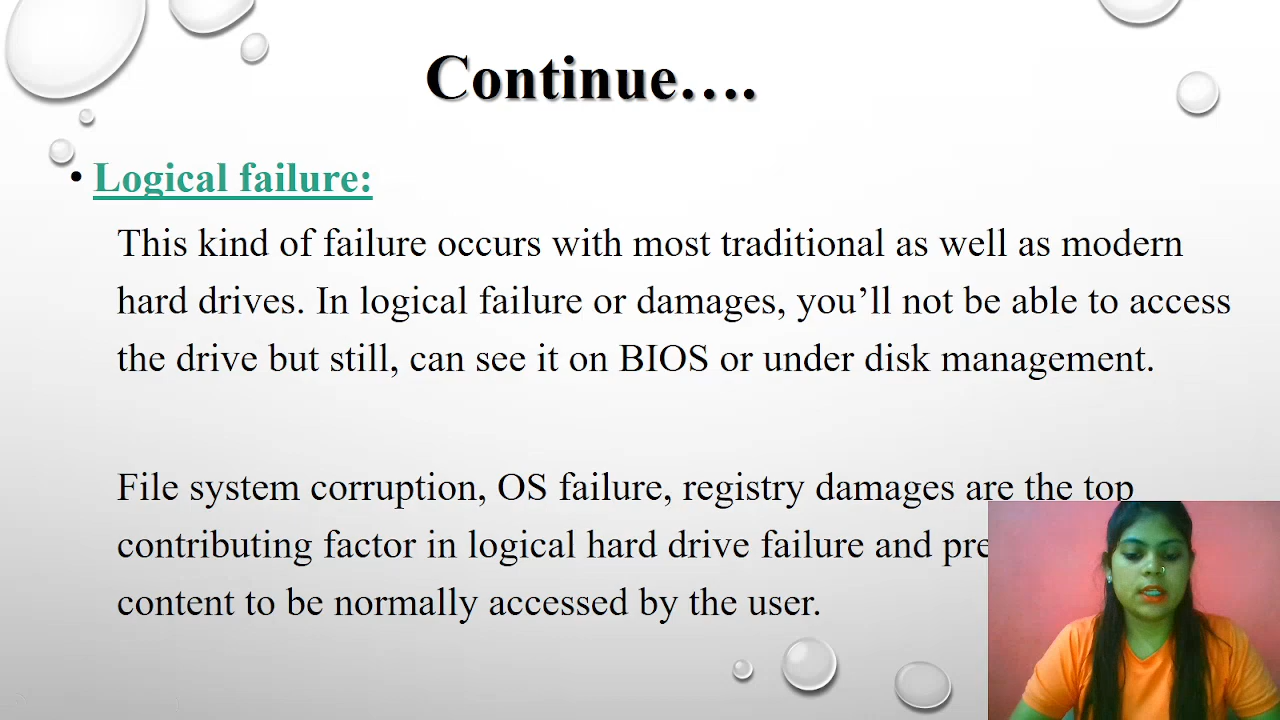 Continue….
• Logical failure:
This kind of failure occurs with most traditional as well as modern
hard drives. In logical failure or damages, you’ll not be able to access
the drive but still, can see it on BIOS or under disk management.
File system corruption, OS failure, registry damages are the top
contributing factor in logical hard drive failure and
content to be normally accessed by the user.